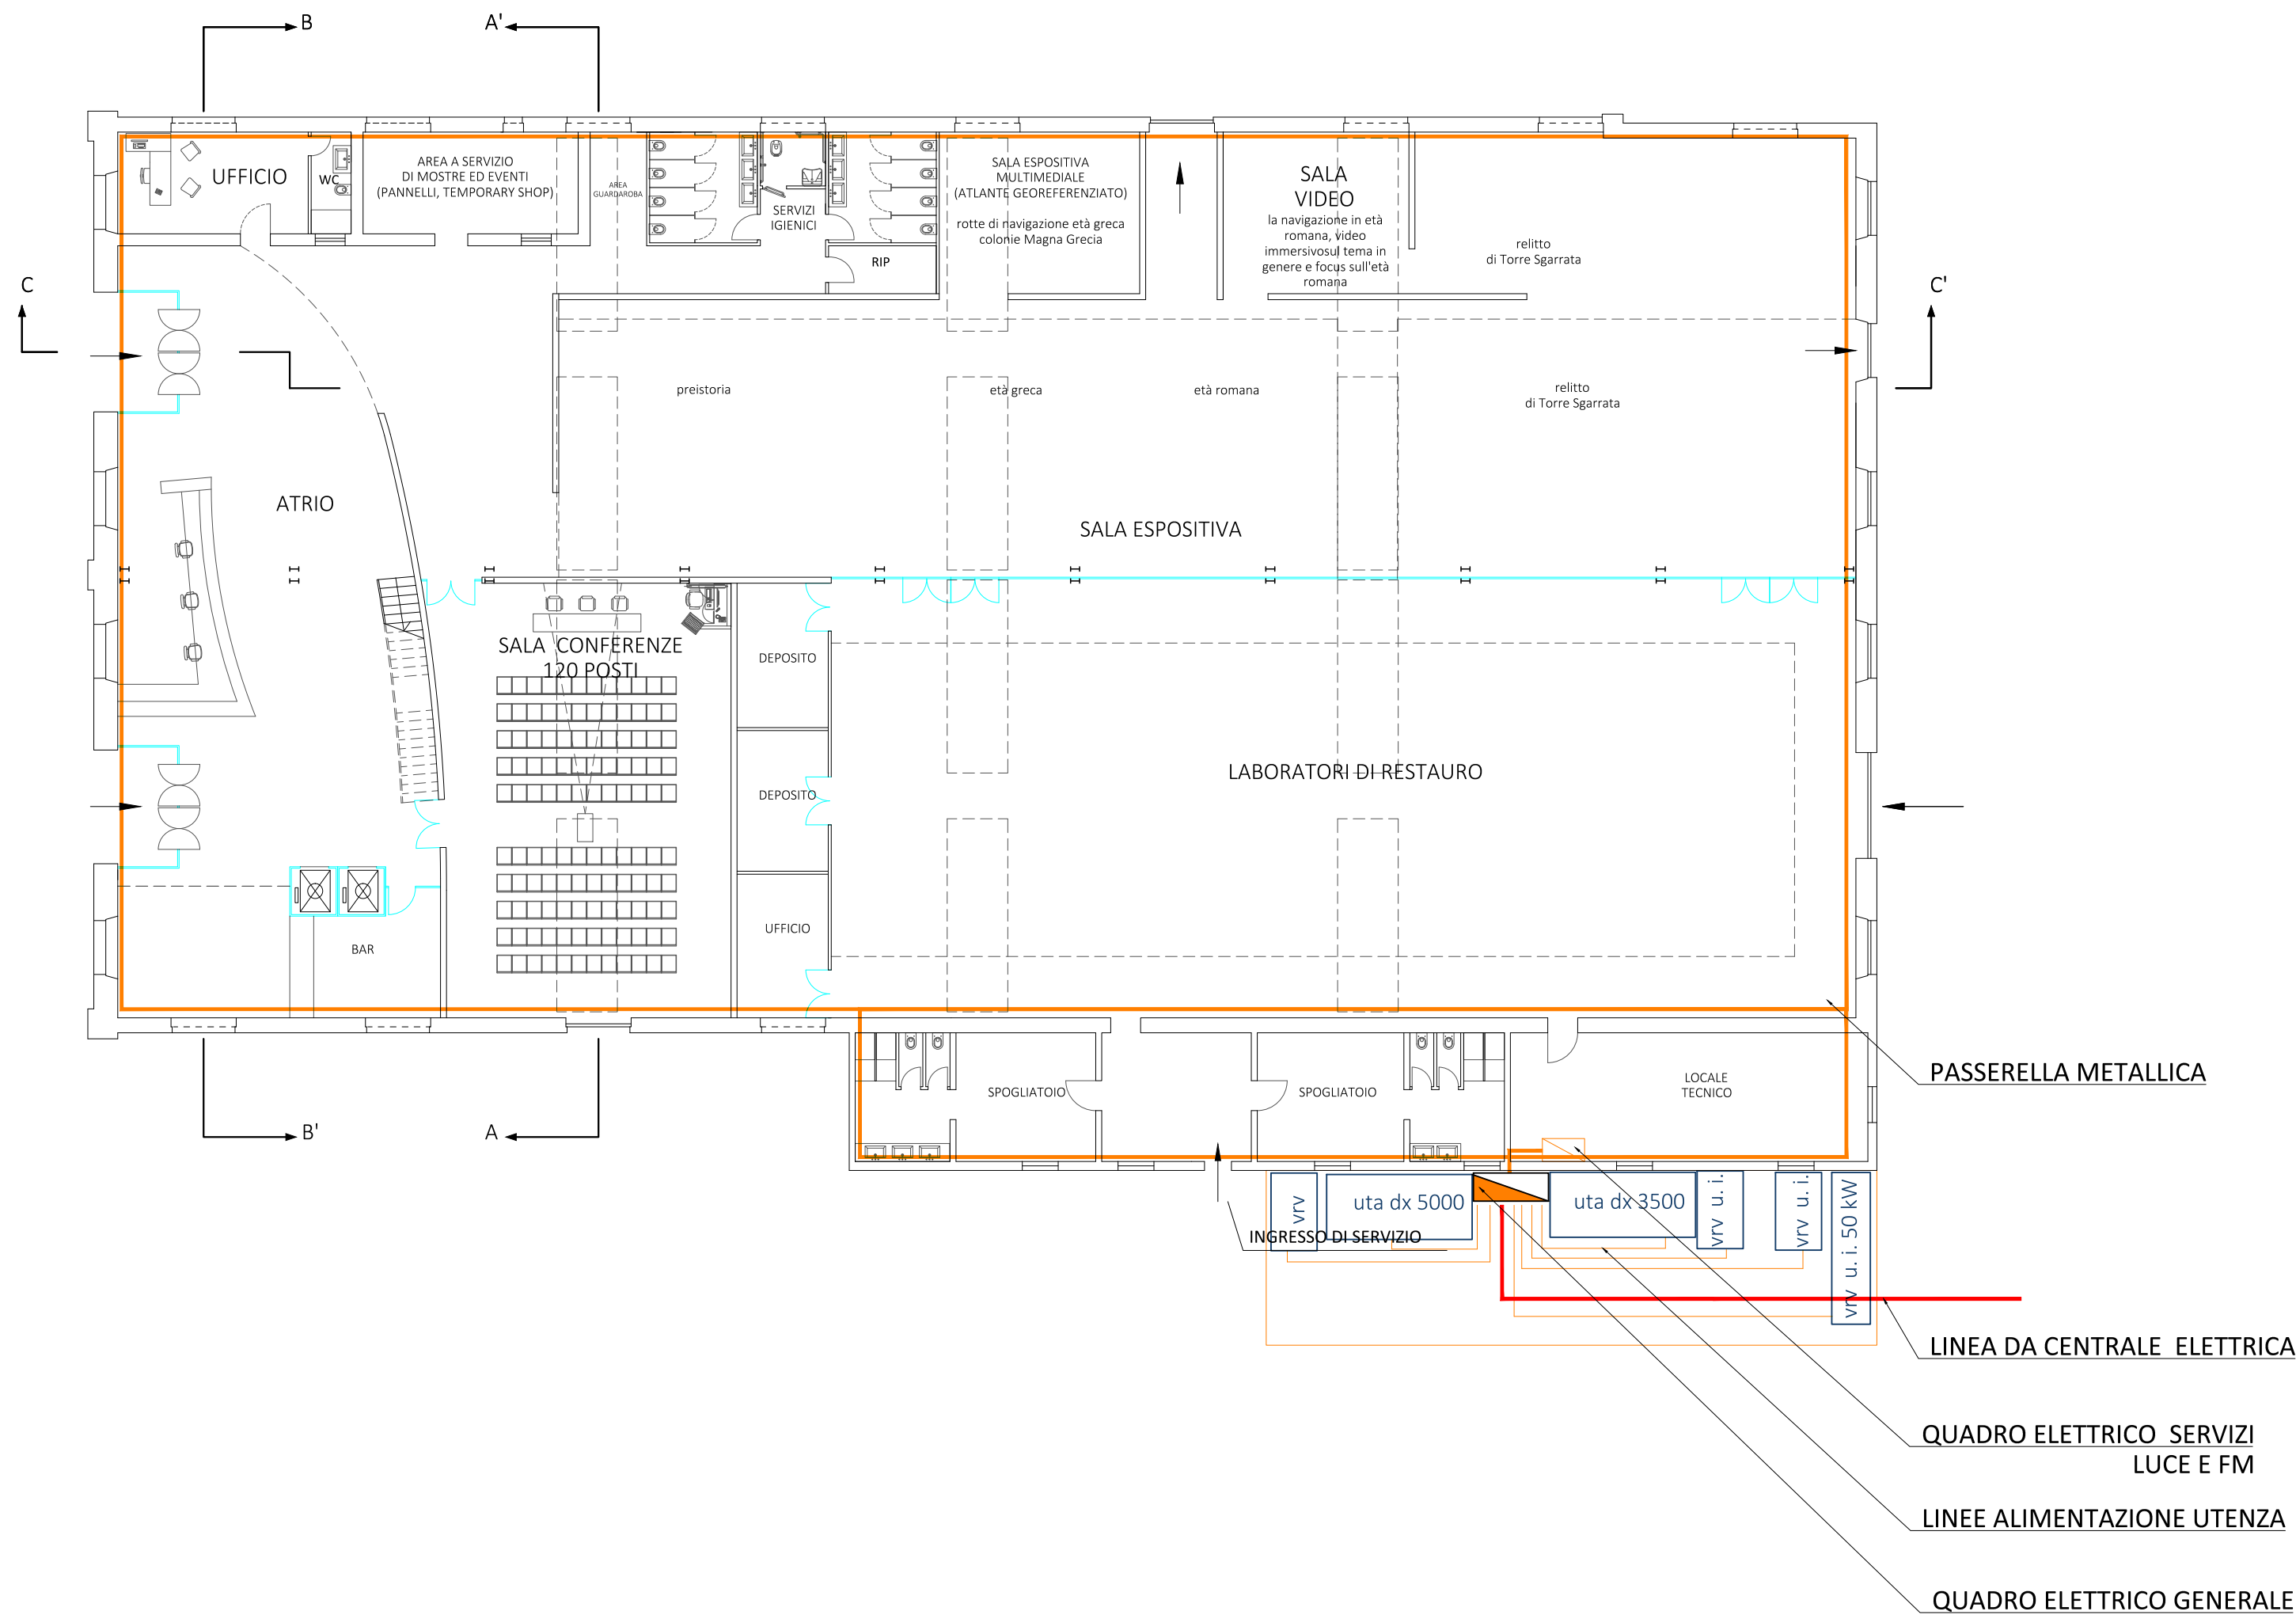 B
A'
UFFICIO
WC
AREA A SERVIZIO
DI MOSTRE ED EVENTI
(PANNELLI, TEMPORARY SHOP)
AREA
GUARDAROBA
SERVIZI
IGIENICI
RIP
SALA ESPOSITIVA
MULTIMEDIALE
(ATLANTE GEOREFERENZIATO)
rotte di navigazione età greca
colonie Magna Grecia
SALA
VIDEO
la navigazione in età
romana, video
immersivosul tema in
genere e focus sull'età
romana
relitto
di Torre Sgarrata
C
C'
preistoria
età greca
età romana
relitto
di Torre Sgarrata
ATRIO
SALA ESPOSITIVA
SALA CONFERENZE
120 POSTI
DEPOSITO
DEPOSITO
LABORATORI DI RESTAURO
UFFICIO
BAR
SPOGLIATOIO
SPOGLIATOIO
LOCALE
TECNICO
PASSERELLA METALLICA
B'
A
vrv
uta dx 5000
uta dx 3500
vrv u. i.
vrv u. i.
vrv u. i. 50 kW
INGRESSO DI SERVIZIO
LINEA DA CENTRALE ELETTRICA
QUADRO ELETTRICO SERVIZI
LUCE E FM
LINEE ALIMENTAZIONE UTENZA
QUADRO ELETTRICO GENERALE